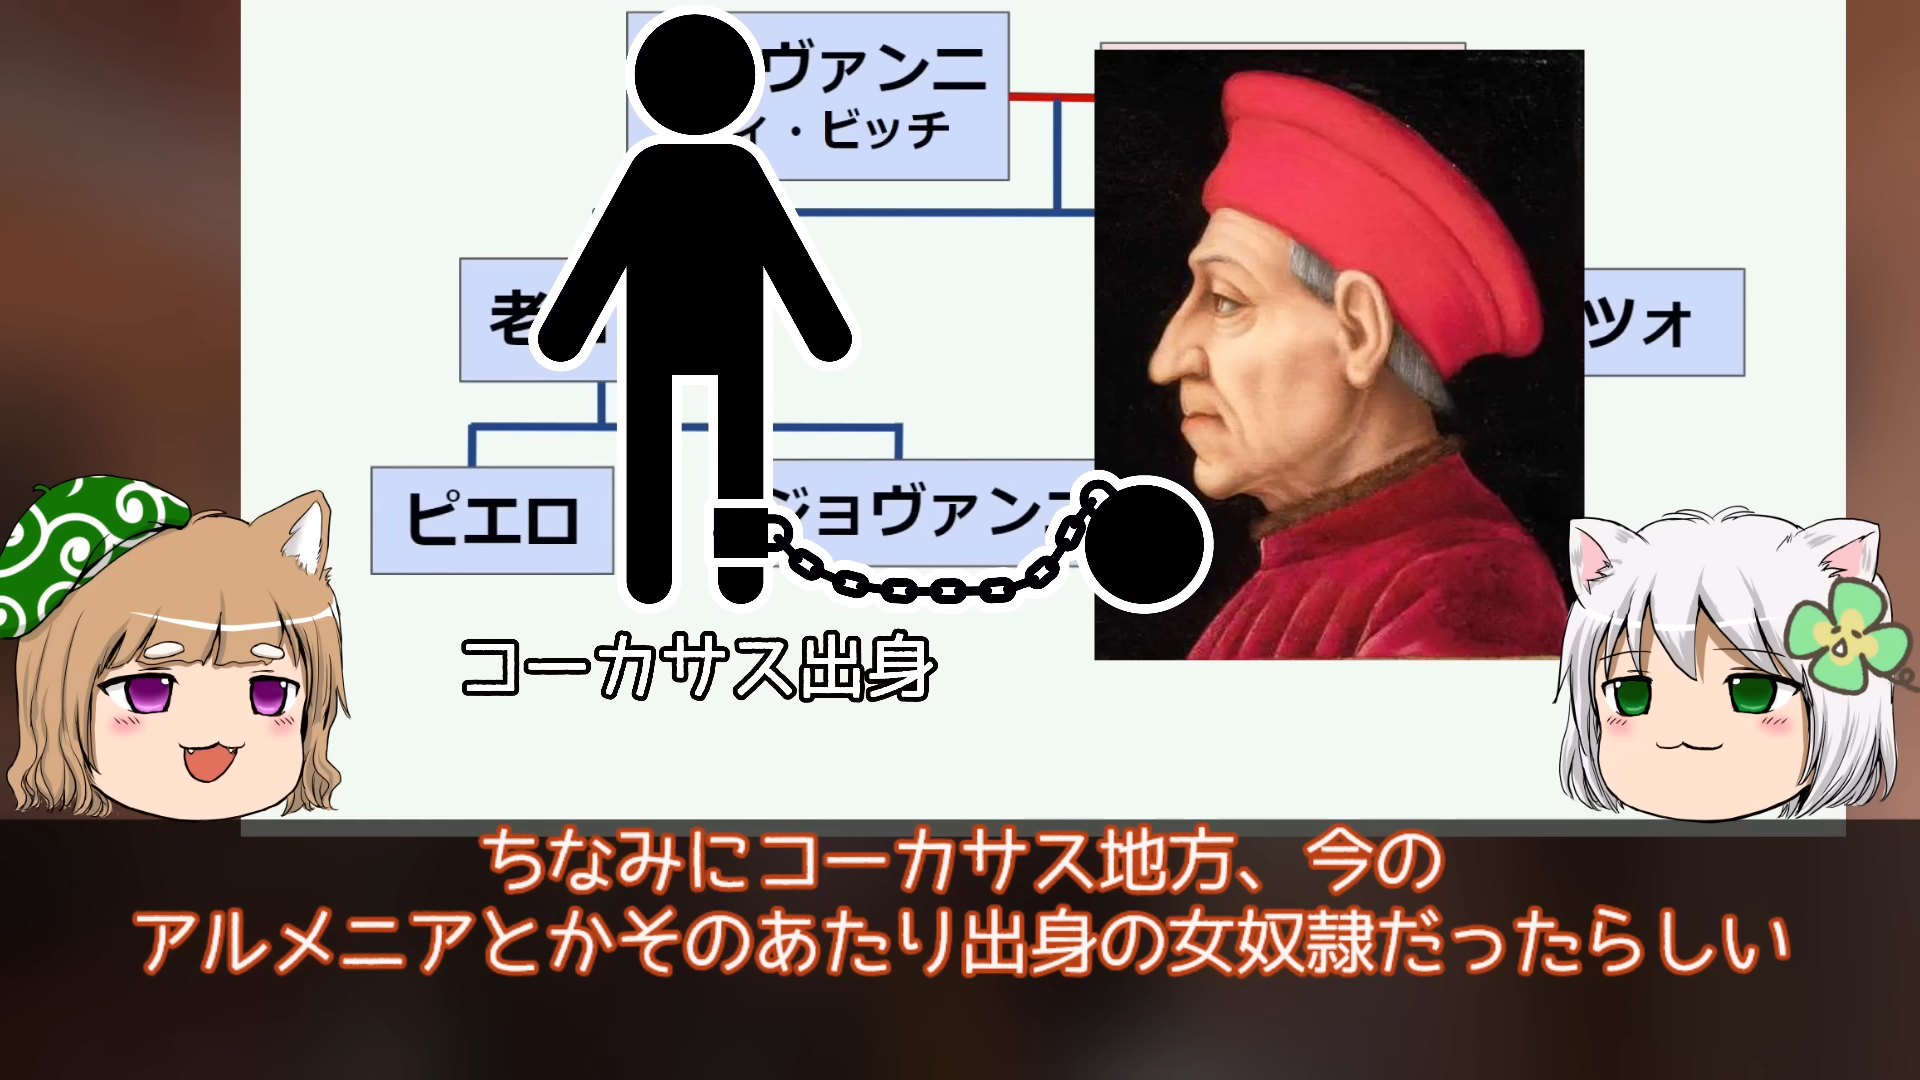 ヴァンニ
ィ・ビッチ
老
ツォ
ピエロ
ジョヴァンニ
コーカサス出身
ちなみにコーカサス地方、今の
アルメニアとかそのあたり出身の女奴隷だったらしい